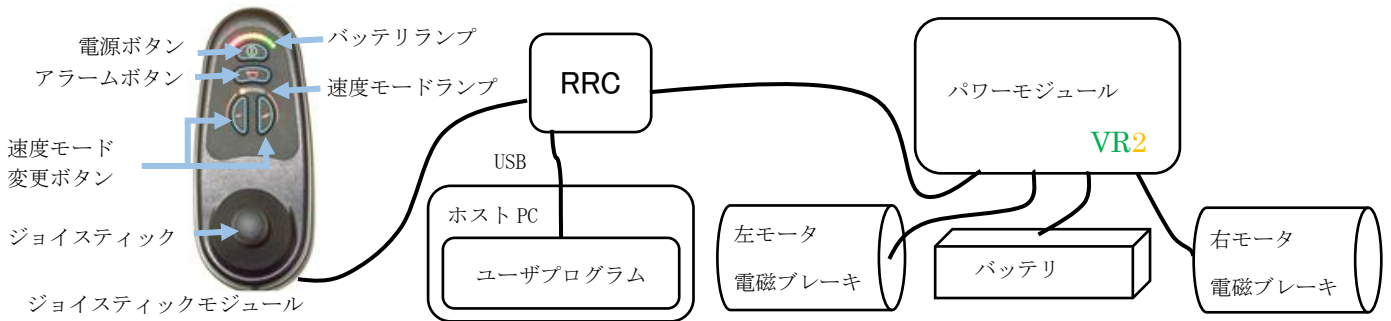 電源ボタン
アラームボタン
速度モード
変更ボタン
ジョイスティック
ジョイスティックモジュール
バッテリランプ
速度モードランプ
RRC
USB
ホスト PC
ユーザプログラム
パワーモジュール
VR2
左モータ
電磁ブレーキ
バッテリ
右モータ
電磁ブレーキ